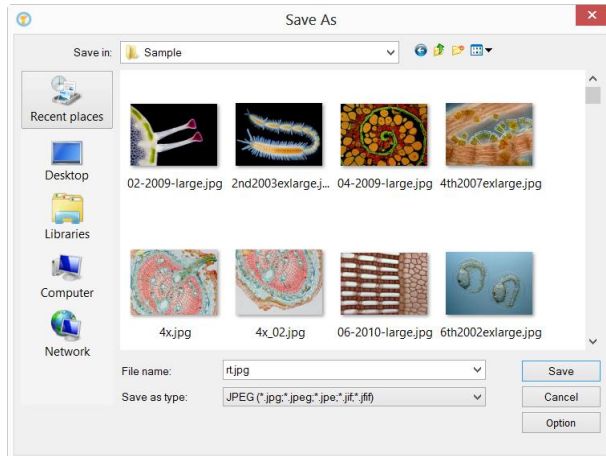 Save As
Save in: Sample
Recent places
Desktop
Libraries
Computer
Network
02-2009-large.jpg 2nd2003exlarge.j... 04-2009-large.jpg 4th2007exlarge.jpg
4x.jpg 4x_02.jpg 06-2010-large.jpg 6th2002exlarge.jpg
File name: rt.jpg Save
Save as type: JPEG (*.jpg;*.jpeg;*.jpe;*.jif;*.jfif) Cancel
Option